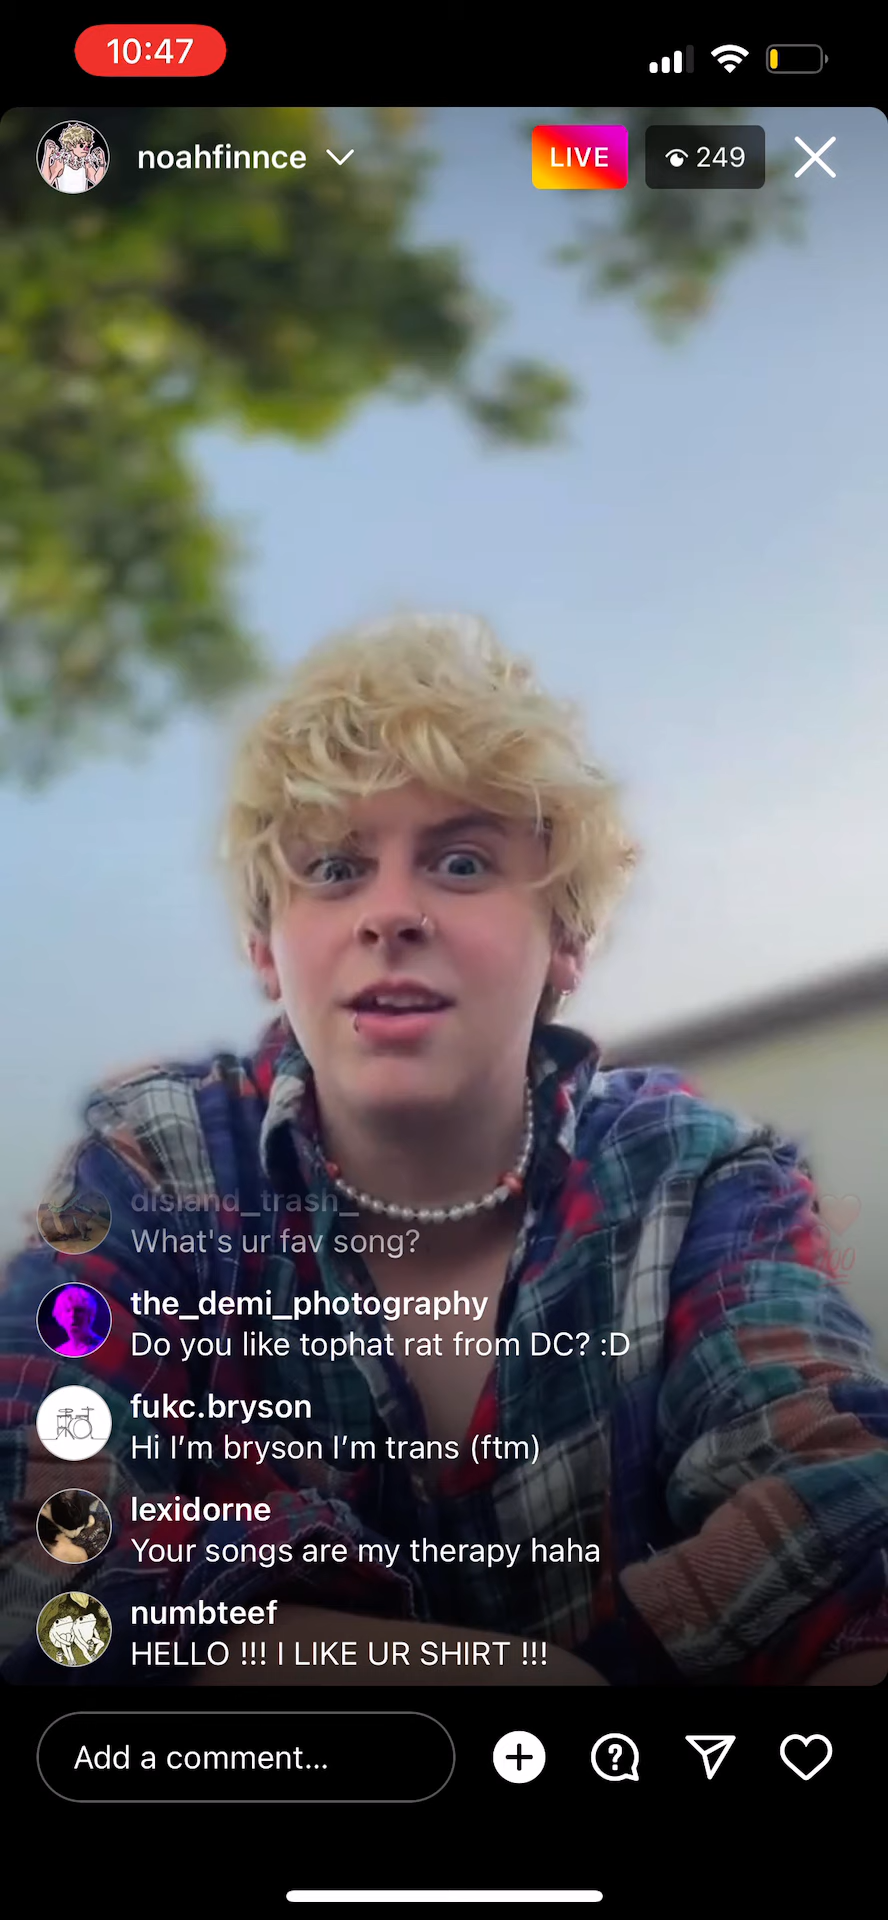 10:47
noahfinnce
LIVE
249
disland_trash_
What's ur fav song?
the_demi_photography
Do you like tophat rat from DC? :D
fukc.bryson
Hi I’m bryson I’m trans (ftm)
lexidorne
Your songs are my therapy haha
numbteef
HELLO !!! I LIKE UR SHIRT !!!
Add a comment...